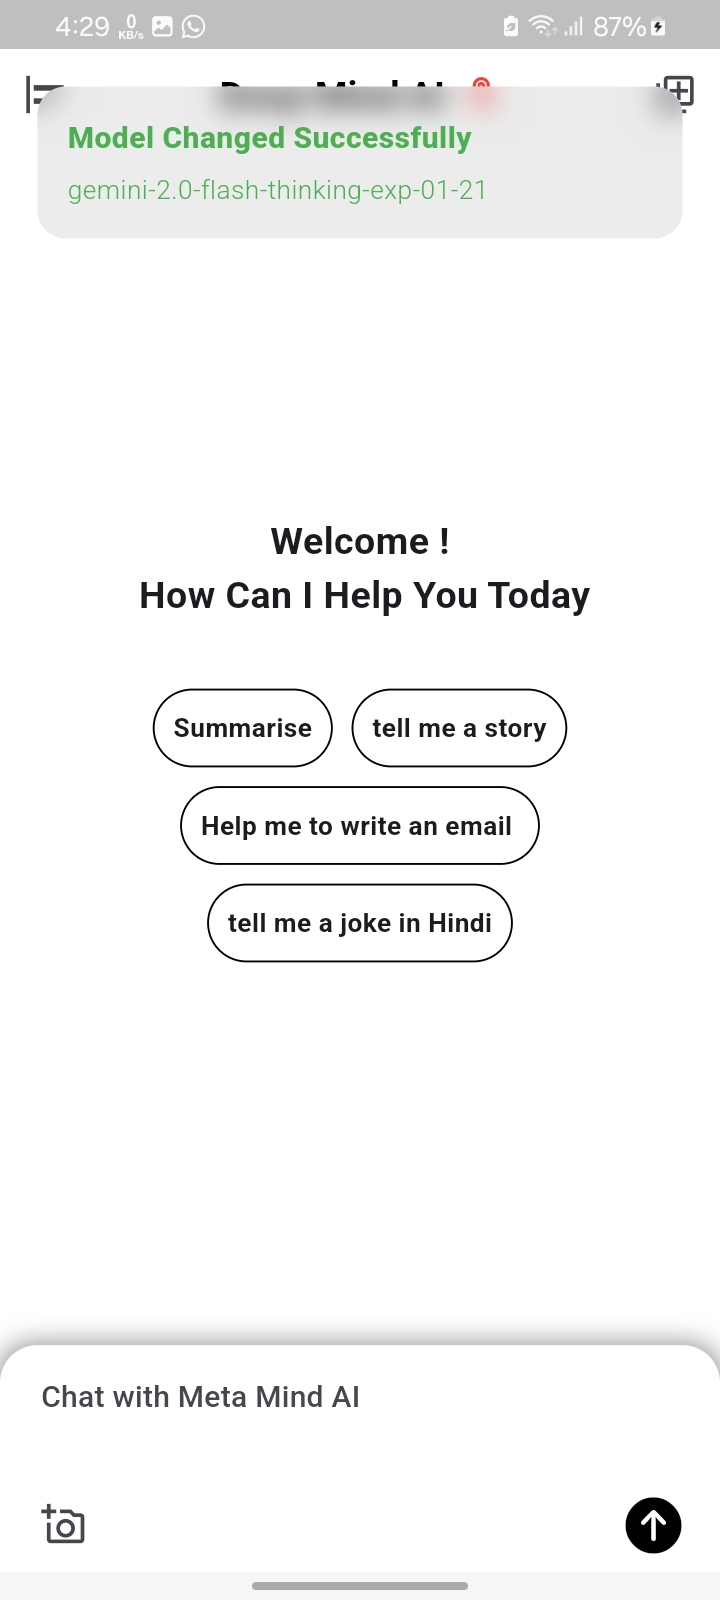 4:29 0 KB/s 87%
Model Changed Successfully
gemini-2.0-flash-thinking-exp-01-21
Welcome !
How Can I Help You Today
Summarise tell me a story
Help me to write an email
tell me a joke in Hindi
Chat with Meta Mind AI